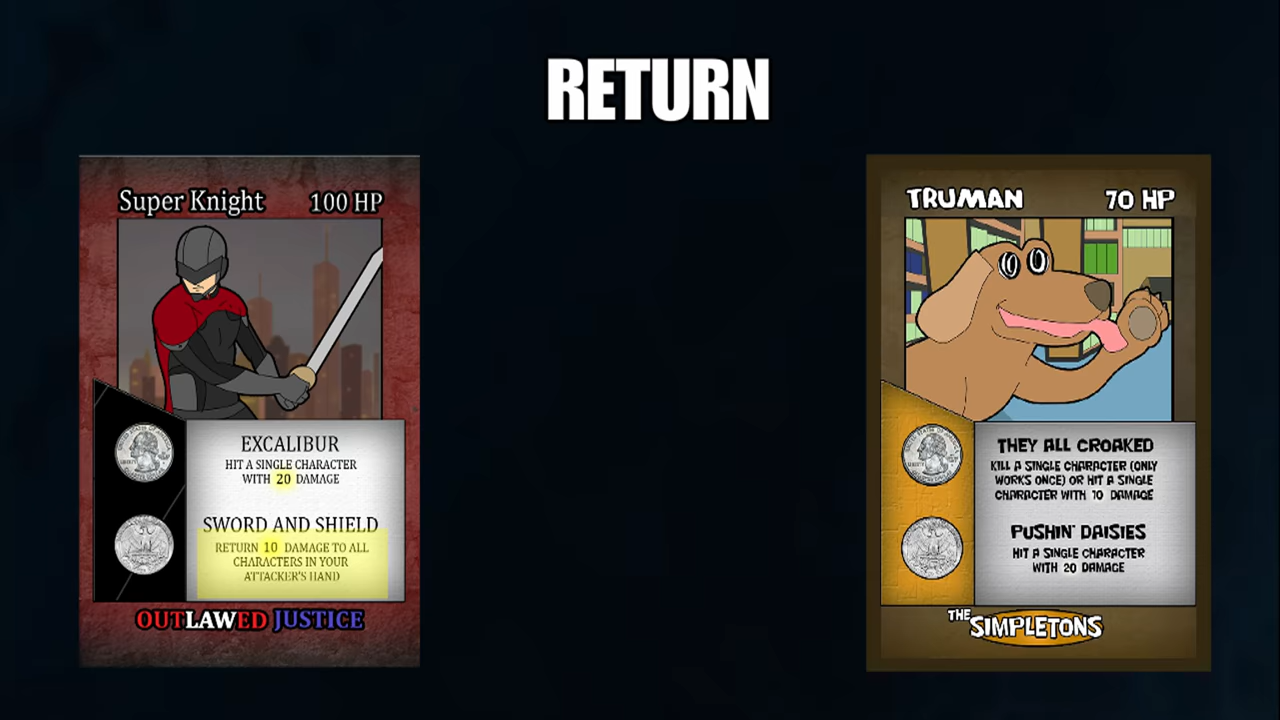 RETURN
Super Knight 100 HP
EXCALIBUR
HIT A SINGLE CHARACTER
WITH 20 DAMAGE
SWORD AND SHIELD
RETURN 10 DAMAGE TO ALL
CHARACTERS IN YOUR
ATTACKER'S HAND
OUTLAWED JUSTICE
TRUMAN 70 HP
THEY ALL CROAKED
KILL A SINGLE CHARACTER (ONLY
WORKS ONCE) OR HIT A SINGLE
CHARACTER WITH 10 DAMAGE
PUSHIN' DAISIES
HIT A SINGLE CHARACTER
WITH 20 DAMAGE
THE SIMPLETONS